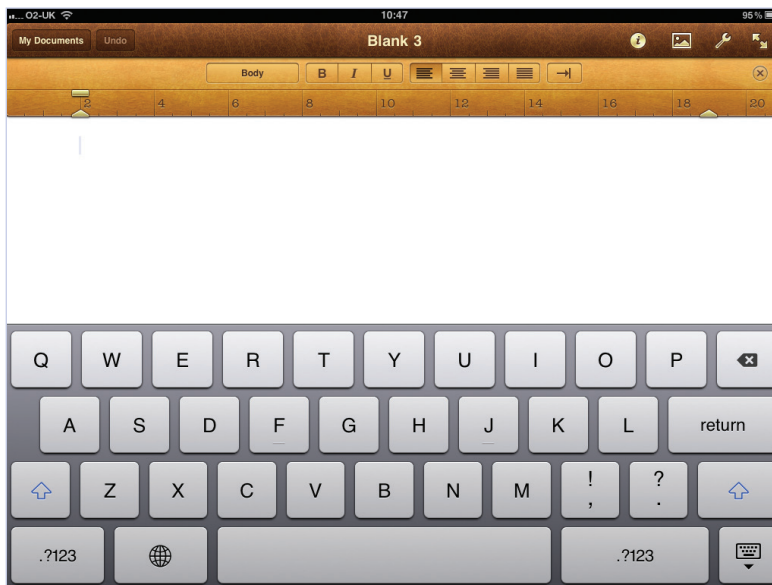 ... O2-UK 10:47 95%
My Documents Undo Blank 3
Body B I U
2 4 6 8 10 12 14 16 18 20
Q W E R T Y U I O P
A S D F G H J K L return
! ?
Z X C V B N M , .
.?123 .?123